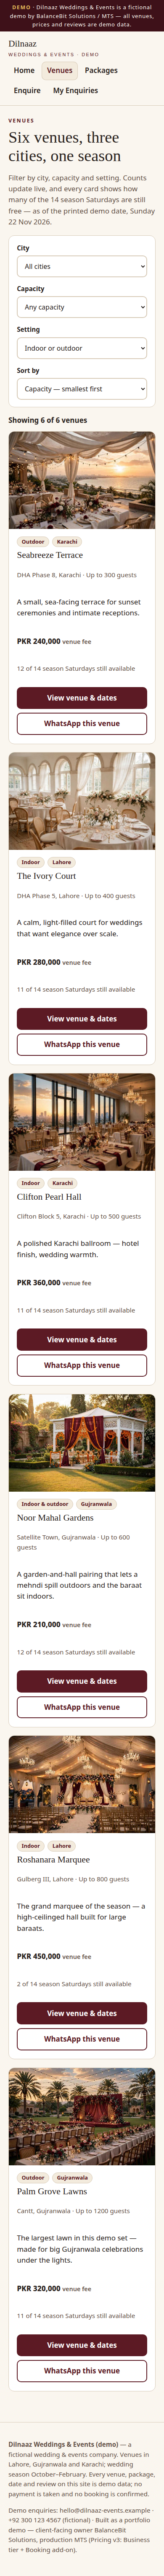 DEMO · Dilnaaz Weddings & Events is a fictional
demo by BalanceBit Solutions / MTS — all venues,
prices and reviews are demo data.
Dilnaaz
WEDDINGS & EVENTS · DEMO
Home
Venues
Packages
Enquire
My Enquiries
VENUES
Six venues, three
cities, one season
Filter by city, capacity and setting. Counts
update live, and every card shows how
many of the 14 season Saturdays are still
free — as of the printed demo date, Sunday
22 Nov 2026.
City
All cities
Capacity
Any capacity
Setting
Indoor or outdoor
Sort by
Capacity — smallest first
Showing 6 of 6 venues
Outdoor
Karachi
Seabreeze Terrace
DHA Phase 8, Karachi · Up to 300 guests
A small, sea-facing terrace for sunset
ceremonies and intimate receptions.
PKR 240,000 venue fee
12 of 14 season Saturdays still available
View venue & dates
WhatsApp this venue
Indoor
Lahore
The Ivory Court
DHA Phase 5, Lahore · Up to 400 guests
A calm, light-filled court for weddings
that want elegance over scale.
PKR 280,000 venue fee
11 of 14 season Saturdays still available
View venue & dates
WhatsApp this venue
Indoor
Karachi
Clifton Pearl Hall
Clifton Block 5, Karachi · Up to 500 guests
A polished Karachi ballroom — hotel
finish, wedding warmth.
PKR 360,000 venue fee
11 of 14 season Saturdays still available
View venue & dates
WhatsApp this venue
Indoor & outdoor
Gujranwala
Noor Mahal Gardens
Satellite Town, Gujranwala · Up to 600
guests
A garden-and-hall pairing that lets a
mehndi spill outdoors and the baraat
sit indoors.
PKR 210,000 venue fee
12 of 14 season Saturdays still available
View venue & dates
WhatsApp this venue
Indoor
Lahore
Roshanara Marquee
Gulberg III, Lahore · Up to 800 guests
The grand marquee of the season — a
high-ceilinged hall built for large
baraats.
PKR 450,000 venue fee
2 of 14 season Saturdays still available
View venue & dates
WhatsApp this venue
Outdoor
Gujranwala
Palm Grove Lawns
Cantt, Gujranwala · Up to 1200 guests
The largest lawn in this demo set —
made for big Gujranwala celebrations
under the lights.
PKR 320,000 venue fee
11 of 14 season Saturdays still available
View venue & dates
WhatsApp this venue
Dilnaaz Weddings & Events (demo) — a
fictional wedding & events company. Venues in
Lahore, Gujranwala and Karachi; wedding
season October–February. Every venue, package,
date and review on this site is demo data; no
payment is taken and no booking is confirmed.
Demo enquiries: hello@dilnaaz-events.example ·
+92 300 123 4567 (fictional) · Built as a portfolio
demo — client-facing owner BalanceBit
Solutions, production MTS (Pricing v3: Business
tier + Booking add-on).